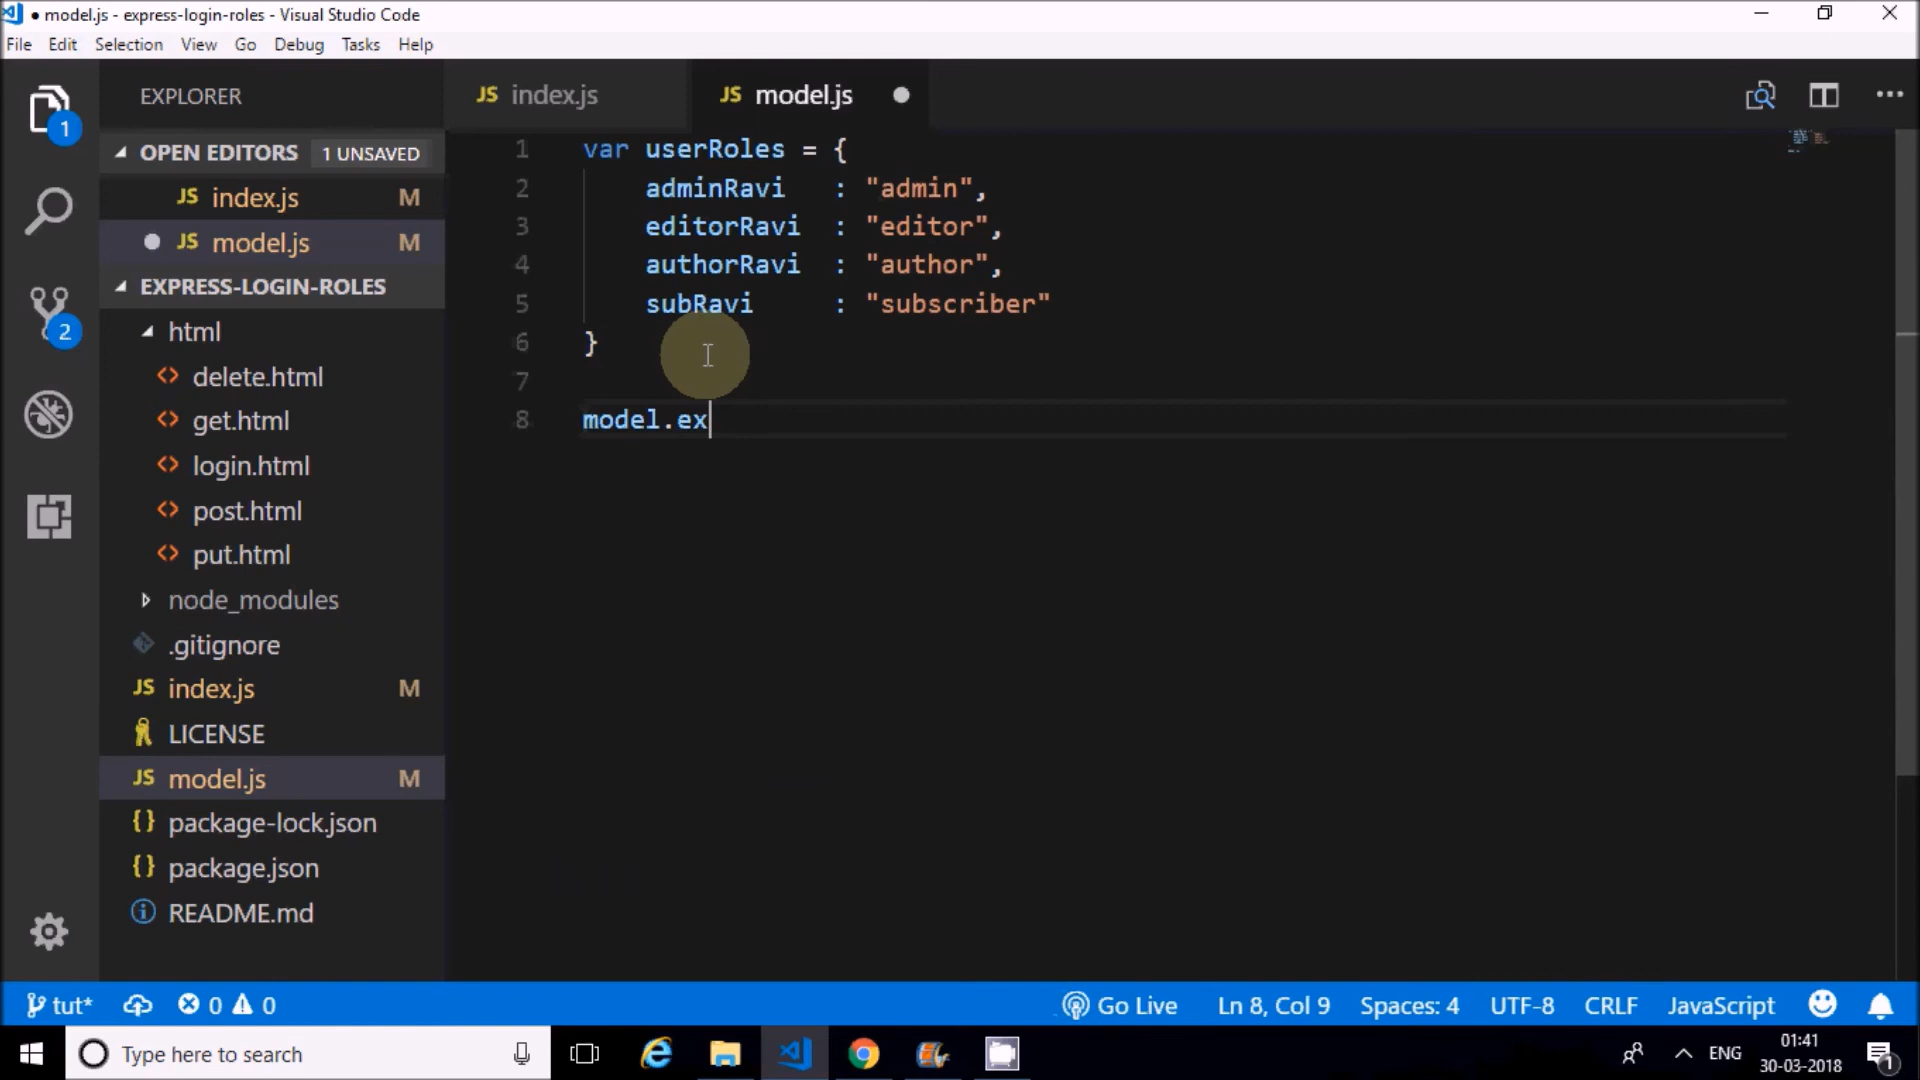 model.js - express-login-roles - Visual Studio Code
File Edit Selection View Go Debug Tasks Help
EXPLORER
JS index.js
JS model.js
1
OPEN EDITORS 1 UNSAVED
JS index.js M
JS model.js M
EXPRESS-LOGIN-ROLES
2
html
delete.html
get.html
login.html
post.html
put.html
node_modules
.gitignore
JS index.js M
LICENSE
JS model.js M
{} package-lock.json
{} package.json
README.md
1 var userRoles = {
2 adminRavi : "admin",
3 editorRavi : "editor",
4 authorRavi : "author",
5 subRavi : "subscriber"
6 }
7
8 model.ex
tut* 0 0 Go Live Ln 8, Col 9 Spaces: 4 UTF-8 CRLF JavaScript
Type here to search
ENG
01:41
30-03-2018
1